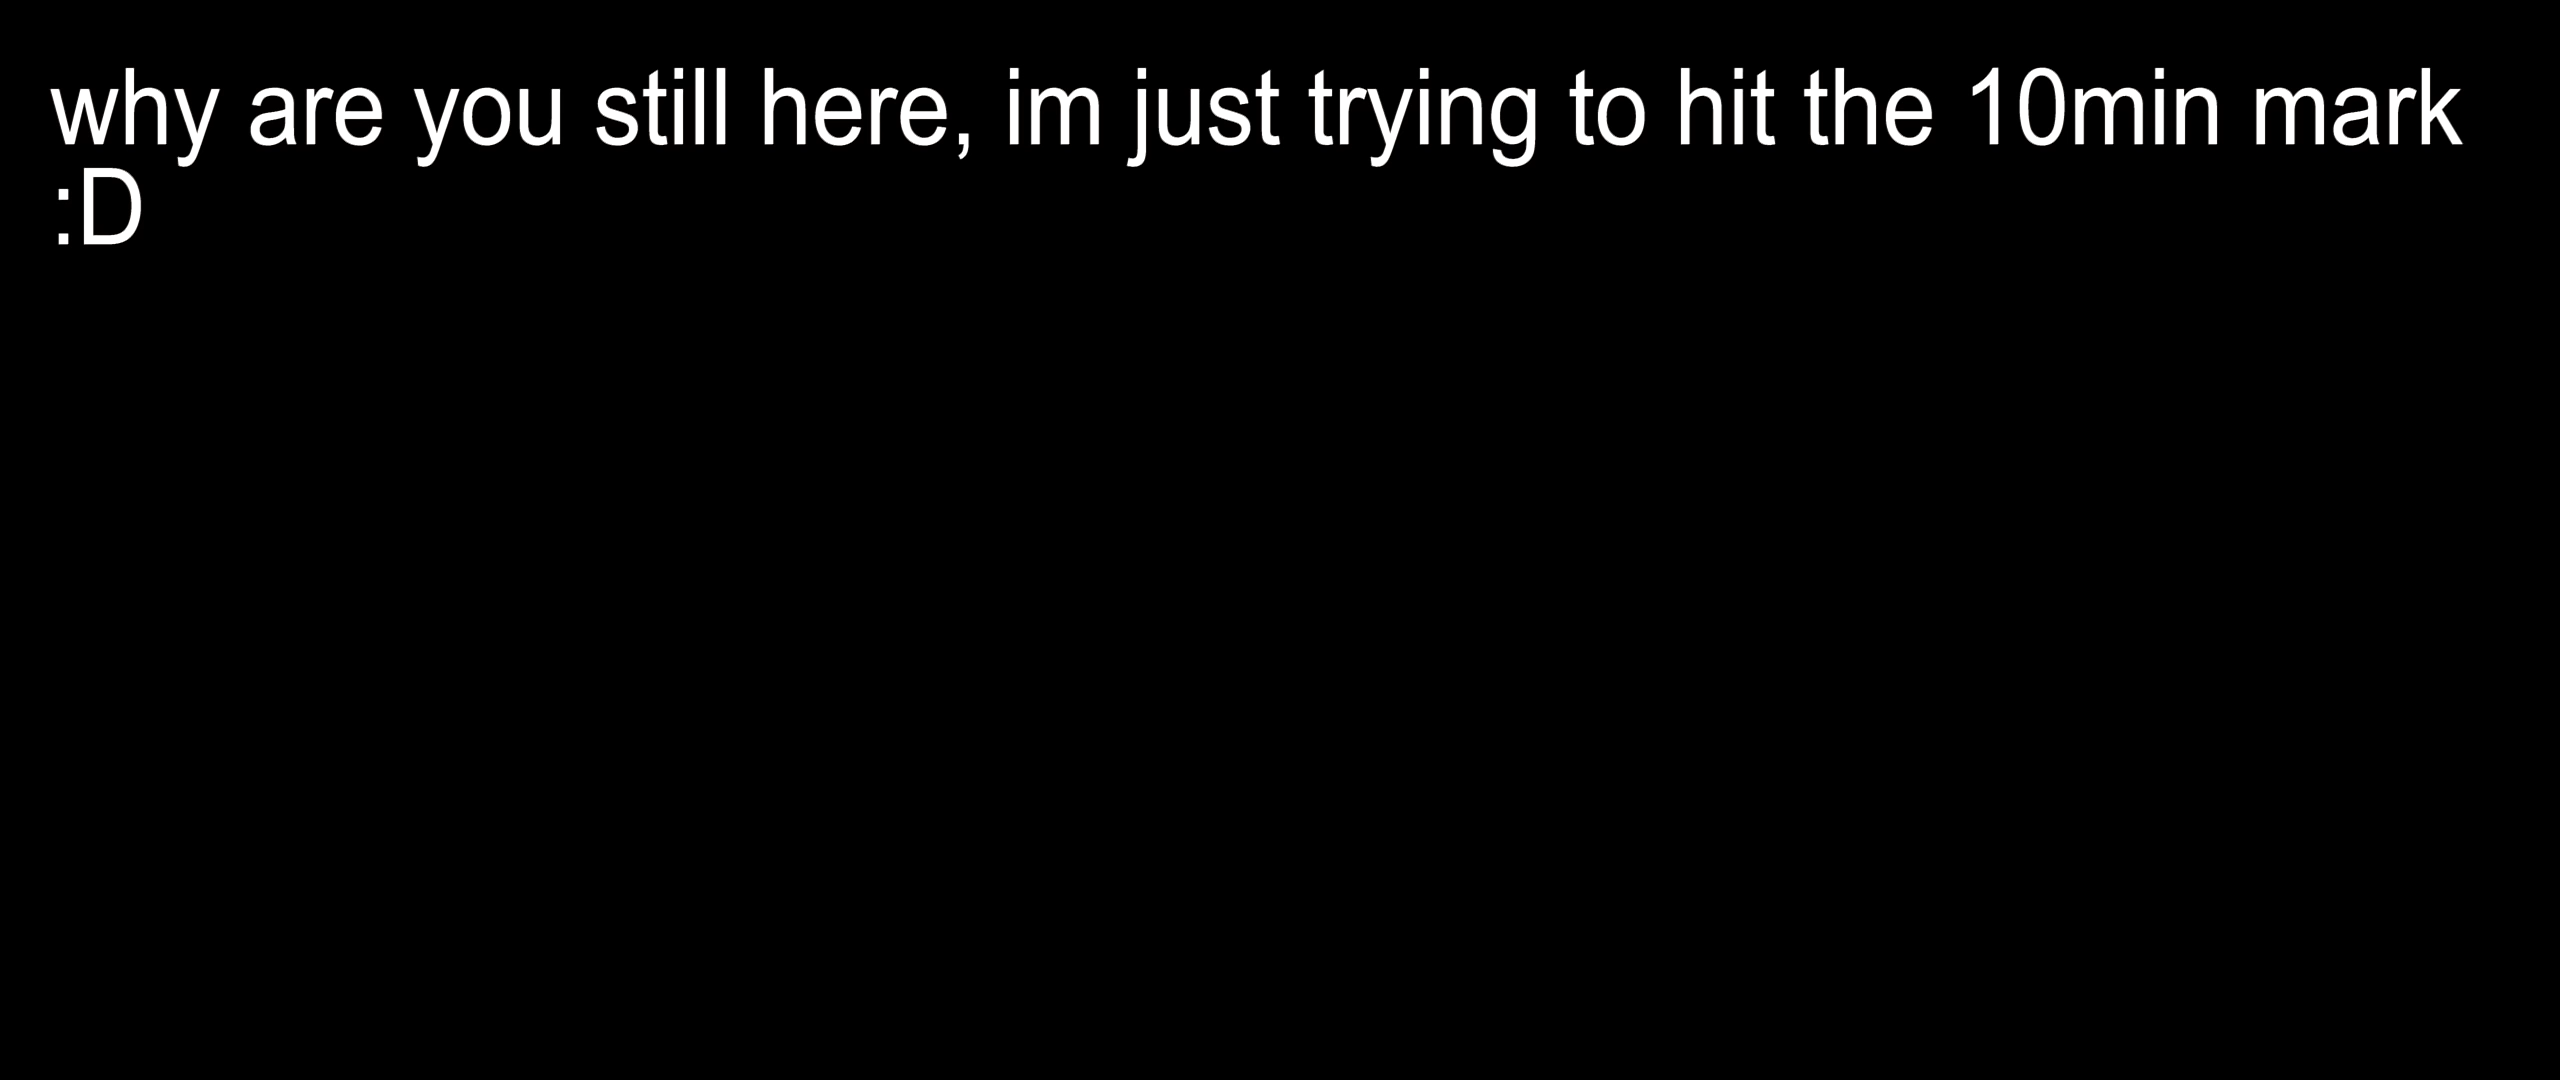 why are you still here, im just trying to hit the 10min mark
:D